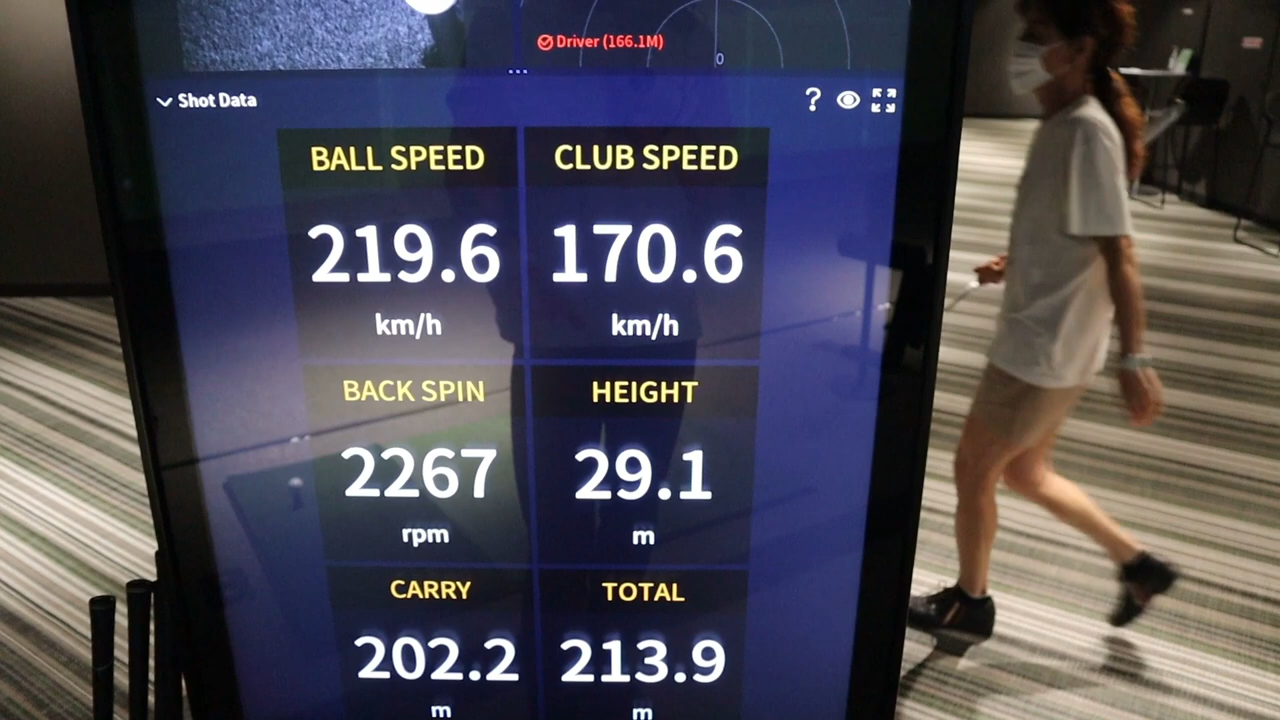 Driver (166.1M)
0
Shot Data
?
BALL SPEED
CLUB SPEED
219.6
170.6
km/h
km/h
BACK SPIN
HEIGHT
2267
29.1
rpm
m
CARRY
TOTAL
202.2
213.9
m
m